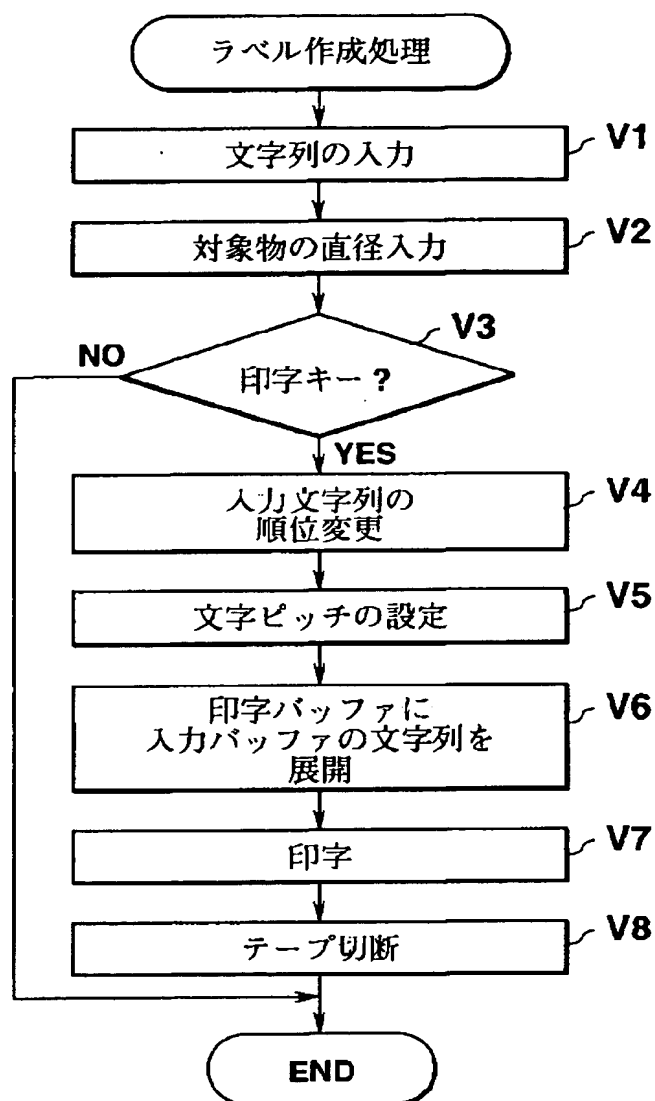 ラベル作成処理
文字列の入力
V1
対象物の直径入力
V2
V3
NO
印字キー?
YES
入力文字列の
順位変更
V4
文字ピッチの設定
V5
印字バッファに
入力バッファの文字列を
展開
V6
印字
V7
テープ切断
V8
END